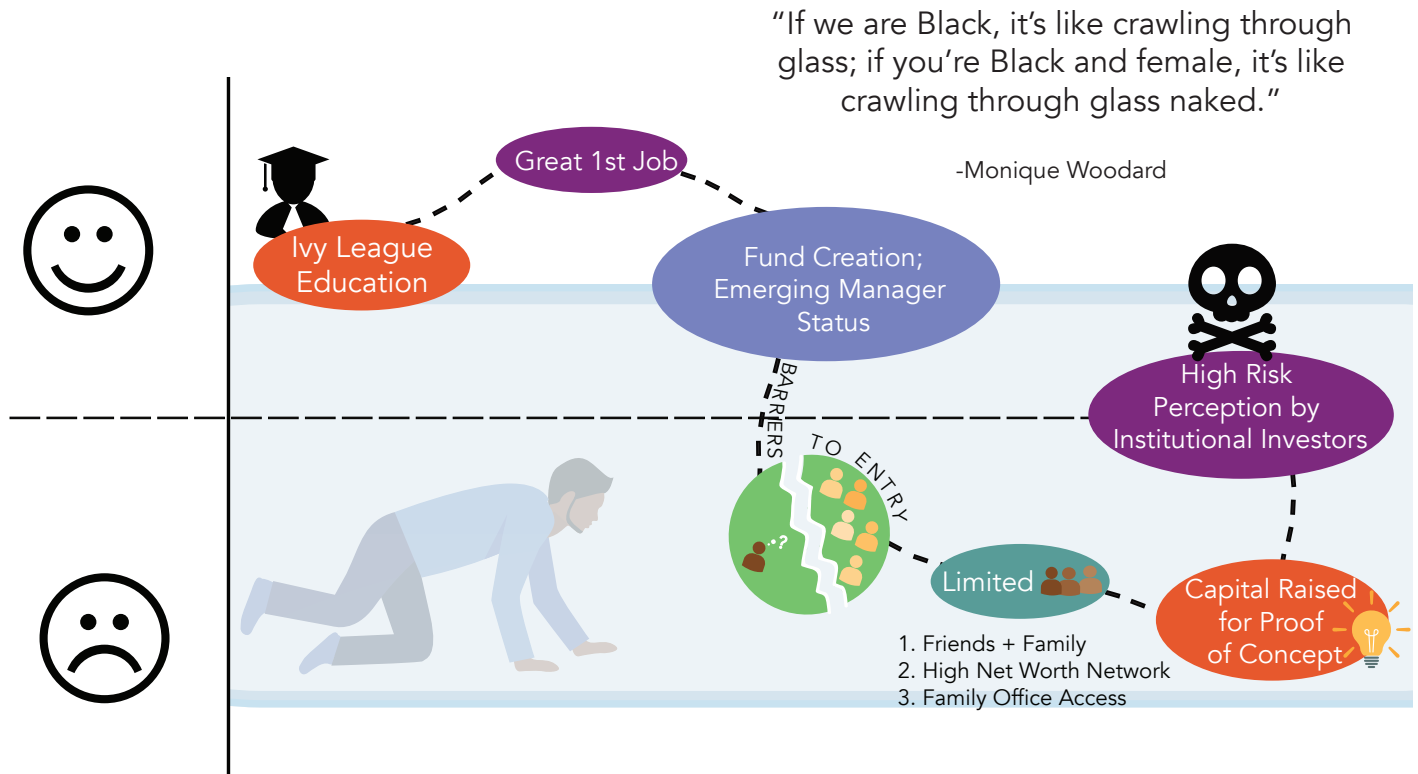 “If we are Black, it’s like crawling through
glass; if you’re Black and female, it’s like
crawling through glass naked.”
-Monique Woodard
Great 1st Job
Ivy League
Education
Fund Creation;
Emerging Manager
Status
BARRIERS
TO ENTRY
?
Limited
1. Friends + Family
2. High Net Worth Network
3. Family Office Access
Capital Raised
for Proof
of Concept
High Risk
Perception by
Institutional Investors